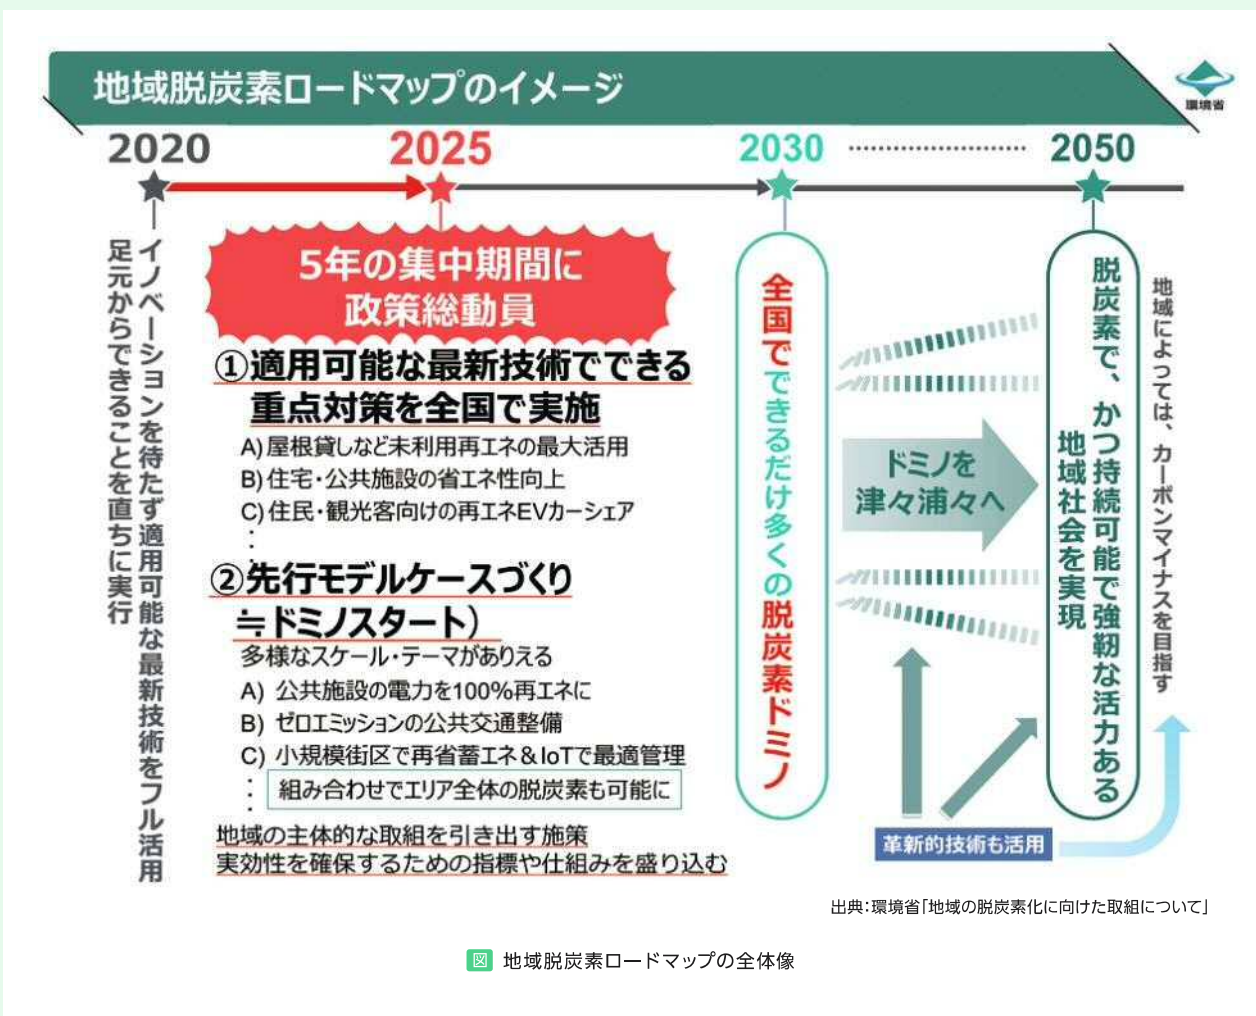 地域脱炭素ロードマップのイメージ
環境省
2020
2025
2030
2050
イノベーションを待たず適用可能な最新技術をフル活用
足元からできることを直ちに実行
5年の集中期間に
政策総動員
①適用可能な最新技術でできる
重点対策を全国で実施
A)屋根貸しなど未利用再エネの最大活用
B)住宅・公共施設の省エネ性向上
C)住民・観光客向けの再エネEVカーシェア
②先行モデルケースづくり
≒ドミノスタート)
多様なスケール・テーマがありえる
A) 公共施設の電力を100%再エネに
B) ゼロエミッションの公共交通整備
C) 小規模街区で再省蓄エネ&IoTで最適管理
組み合わせでエリア全体の脱炭素も可能に
地域の主体的な取組を引き出す施策
実効性を確保するための指標や仕組みを盛り込む
全国でできるだけ多くの脱炭素ドミノ
ドミノを
津々浦々へ
革新的技術も活用
脱炭素で、かつ持続可能で強靭な活力ある
地域社会を実現
地域によっては、カーボンマイナスを目指す
出典:環境省「地域の脱炭素化に向けた取組について」
図 地域脱炭素ロードマップの全体像